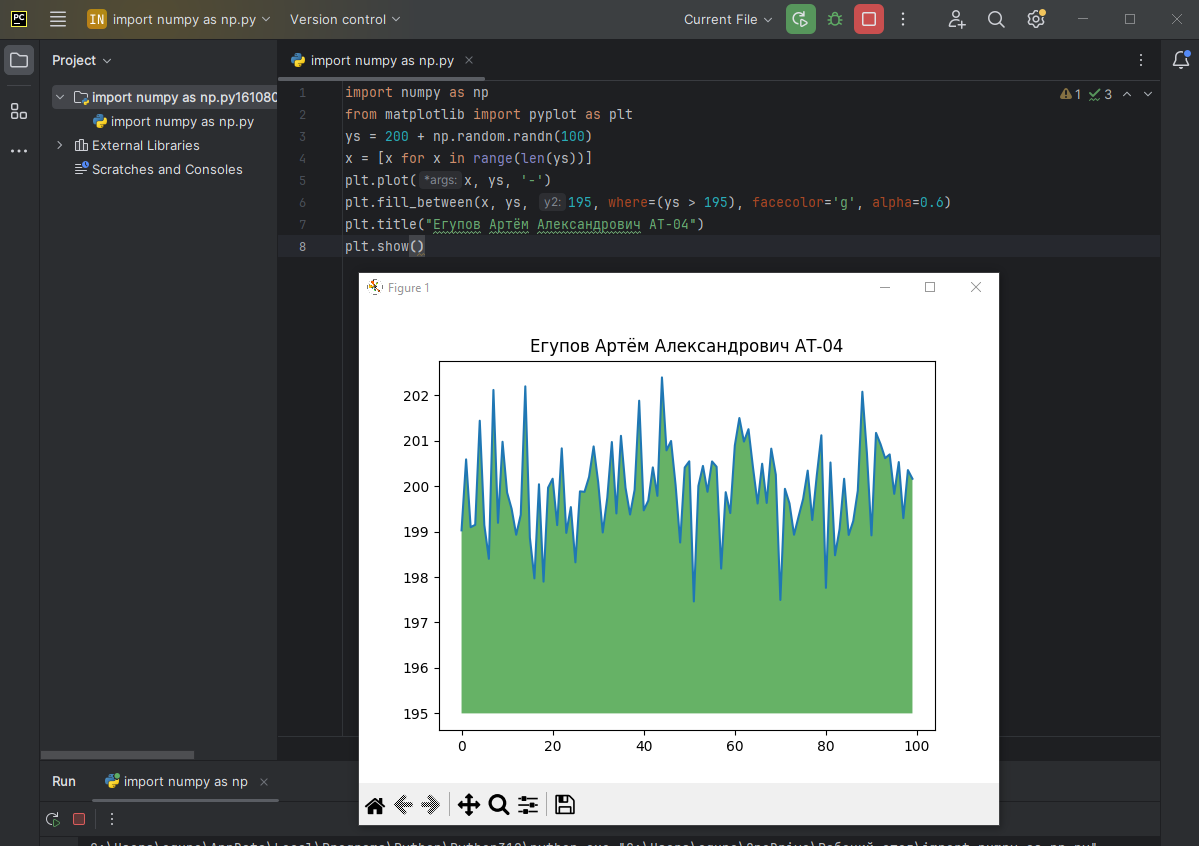 PC IN import numpy as np.py Version control Current File
Project
import numpy as np.py16108
import numpy as np.py
External Libraries
Scratches and Consoles
import numpy as np.py
1 3
1 import numpy as np
2 from matplotlib import pyplot as plt
3 ys = 200 + np.random.randn(100)
4 x = [x for x in range(len(ys))]
5 plt.plot( *args: x, ys, '-')
6 plt.fill_between(x, ys, y2: 195, where=(ys > 195), facecolor='g', alpha=0.6)
7 plt.title("Егупов Артём Александрович АТ-04")
8 plt.show()
Figure 1
Егупов Артём Александрович АТ-04
202
201
200
199
198
197
196
195
0 20 40 60 80 100
Run import numpy as np